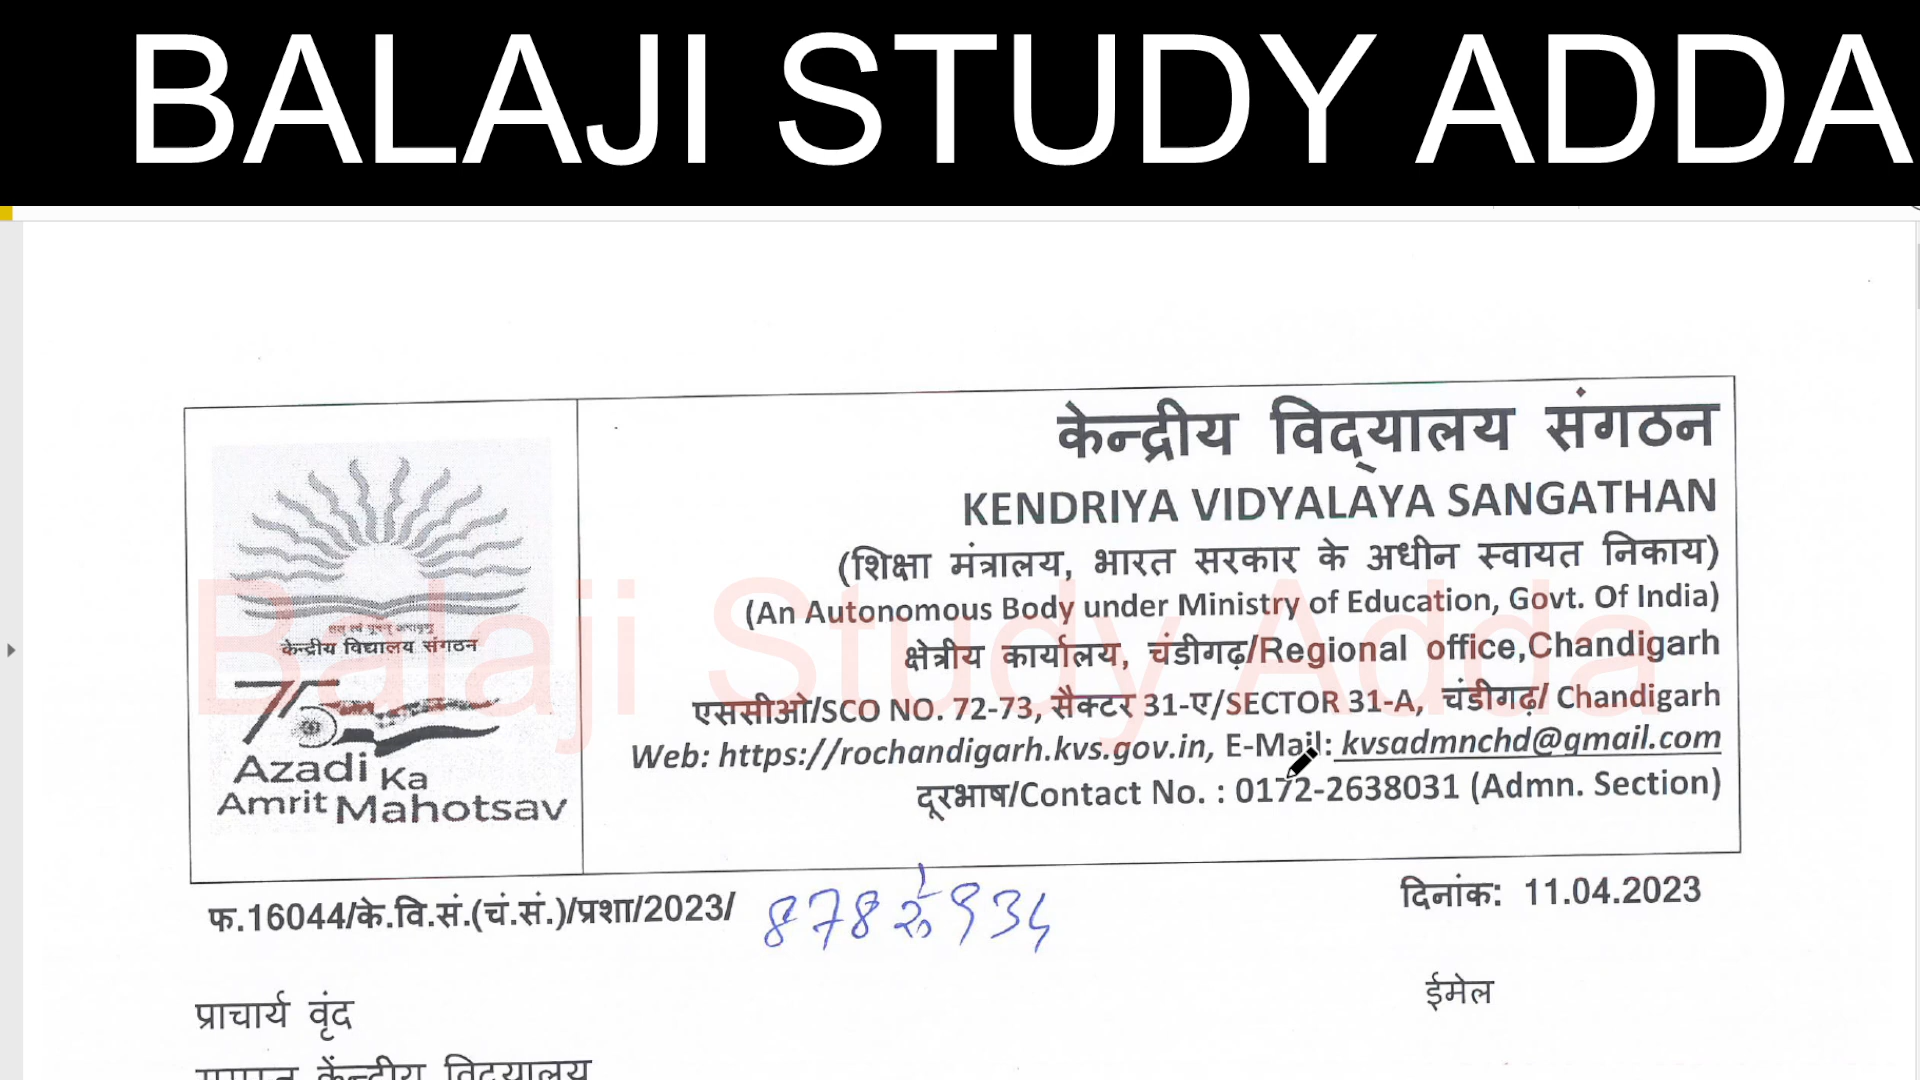 BALAJI STUDY ADDA
केन्द्रीय विद्यालय संगठन
KENDRIYA VIDYALAYA SANGATHAN
(शिक्षा मंत्रालय, भारत सरकार के अधीन स्वायत निकाय)
(An Autonomous Body under Ministry of Education, Govt. Of India)
क्षेत्रीय कार्यालय, चंडीगढ़/Regional office,Chandigarh
एससीओ/SCO NO. 72-73, सैक्टर 31-ए/SECTOR 31-A, चंडीगढ़/ Chandigarh
Web: https://rochandigarh.kvs.gov.in, E-Mail: kvsadmnchd@gmail.com
दूरभाष/Contact No. : 0172-2638031 (Admn. Section)
केन्द्रीय विद्यालय संगठन
Azadi Ka
Amrit Mahotsav
Balaji Study Adda
फ.16044/के.वि.सं.(चं.सं.)/प्रशा/2023/
दिनांक: 11.04.2023
ईमेल
प्राचार्य वृंद
केंद्रीय विद्यालय